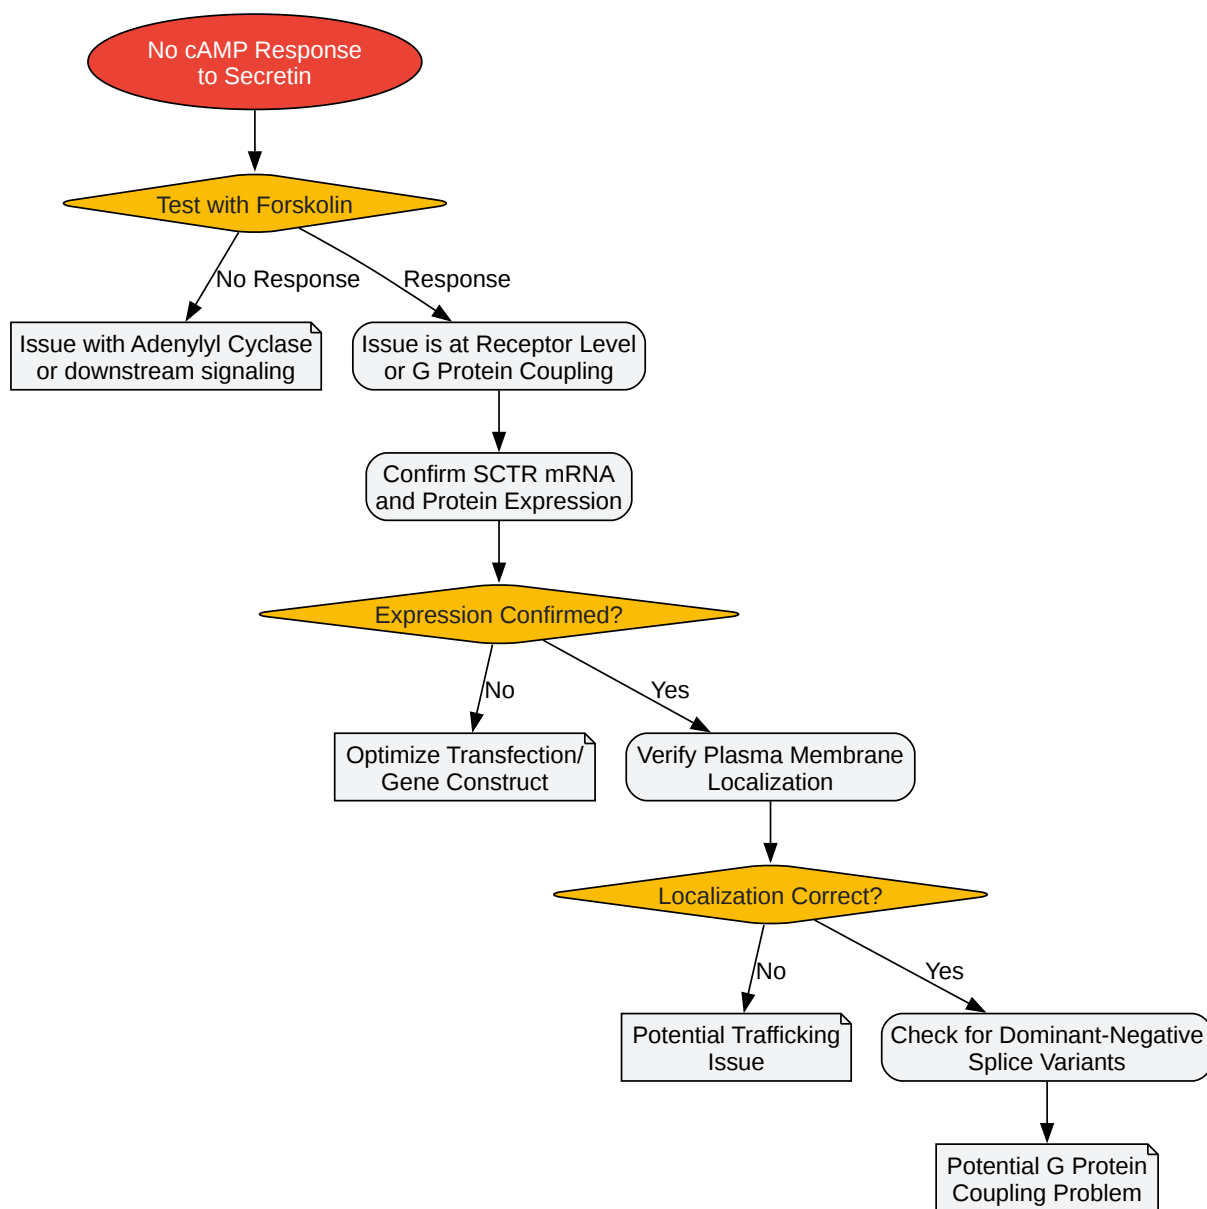 No cAMP Response
to Secretin
Test with Forskolin
No Response
Response
Issue with Adenylyl Cyclase
or downstream signaling
Issue is at Receptor Level
or G Protein Coupling
Confirm SCTR mRNA
and Protein Expression
Expression Confirmed?
No
Yes
Optimize Transfection/
Gene Construct
Verify Plasma Membrane
Localization
Localization Correct?
No
Yes
Potential Trafficking
Issue
Check for Dominant-Negative
Splice Variants
Potential G Protein
Coupling Problem